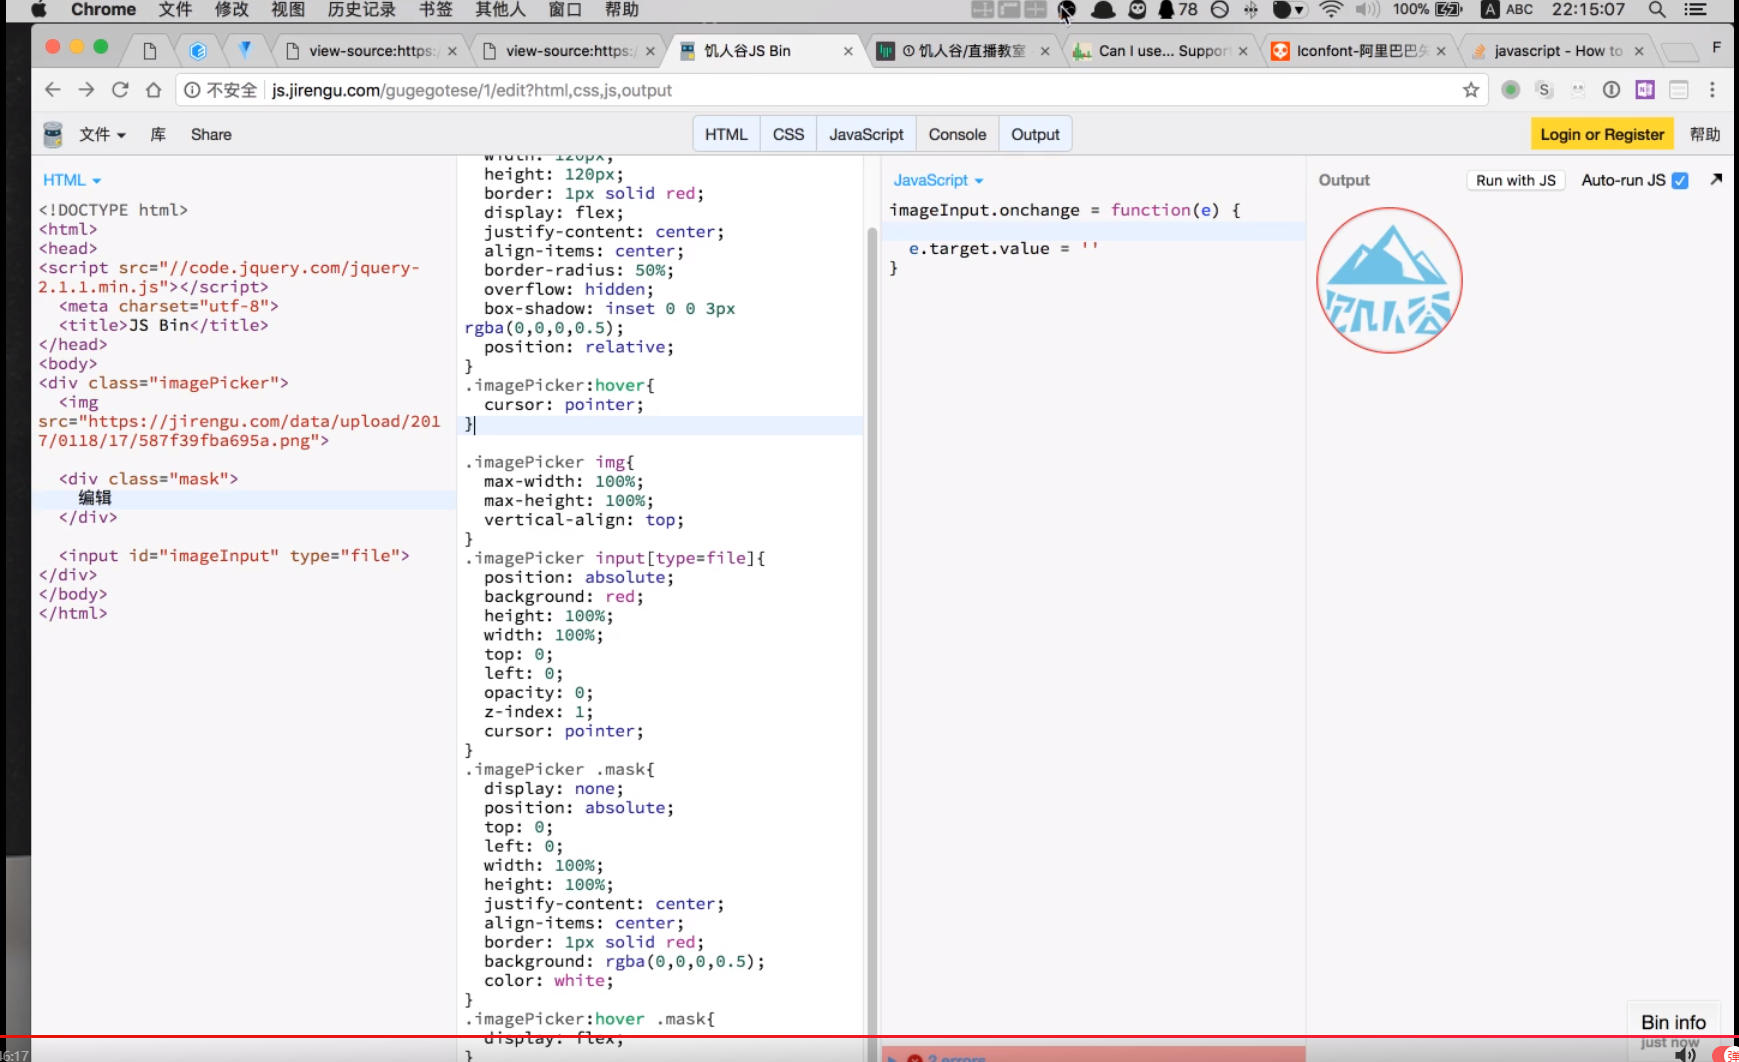 Chrome 文件 修改 视图 历史记录 书签 其他人 窗口 帮助 78 100% A ABC 22:15:07
view-source:https: view-source:https:/ 饥人谷JS Bin ① 饥人谷/直播教室 Can I use... Suppor Iconfont-阿里巴巴矢 javascript - How to F
不安全 js.jirengu.com/gugegotese/1/edit?html,css,js,output
文件 库 Share HTML CSS JavaScript Console Output Login or Register 帮助
HTML
<!DOCTYPE html>
<html>
<head>
<script src="//code.jquery.com/jquery-
2.1.1.min.js"></script>
<meta charset="utf-8">
<title>JS Bin</title>
</head>
<body>
<div class="imagePicker">
<img
src="https://jirengu.com/data/upload/201
7/0118/17/587f39fba695a.png">
<div class="mask">
编辑
</div>
<input id="imageInput" type="file">
</div>
</body>
</html>
width: 120px;
height: 120px;
border: 1px solid red;
display: flex;
justify-content: center;
align-items: center;
border-radius: 50%;
overflow: hidden;
box-shadow: inset 0 0 3px
rgba(0,0,0,0.5);
position: relative;
}
.imagePicker:hover{
cursor: pointer;
}
.imagePicker img{
max-width: 100%;
max-height: 100%;
vertical-align: top;
}
.imagePicker input[type=file]{
position: absolute;
background: red;
height: 100%;
width: 100%;
top: 0;
left: 0;
opacity: 0;
z-index: 1;
cursor: pointer;
}
.imagePicker .mask{
display: none;
position: absolute;
top: 0;
left: 0;
width: 100%;
height: 100%;
justify-content: center;
align-items: center;
border: 1px solid red;
background: rgba(0,0,0,0.5);
color: white;
}
.imagePicker:hover .mask{
display: flex;
}
JavaScript
imageInput.onchange = function(e) {
e.target.value = ''
}
2 errors
Output Run with JS Auto-run JS
饥人谷
Bin info
just now
46:17
弹